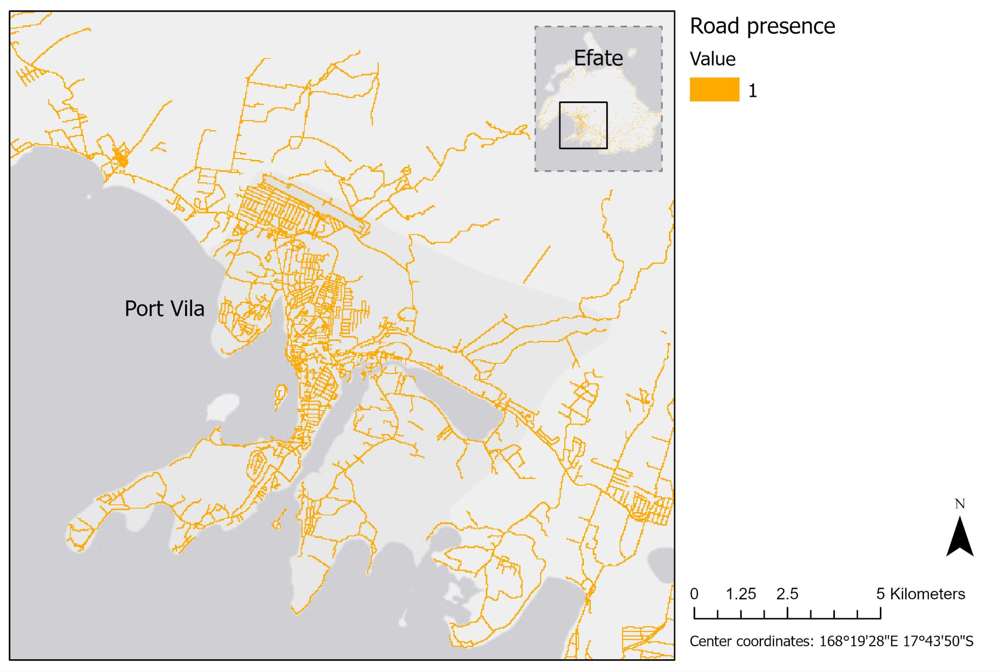 Road presence
Value
1
Efate
Port Vila
N
0 1.25 2.5 5 Kilometers
Center coordinates: 168°19'28"E 17°43'50"S